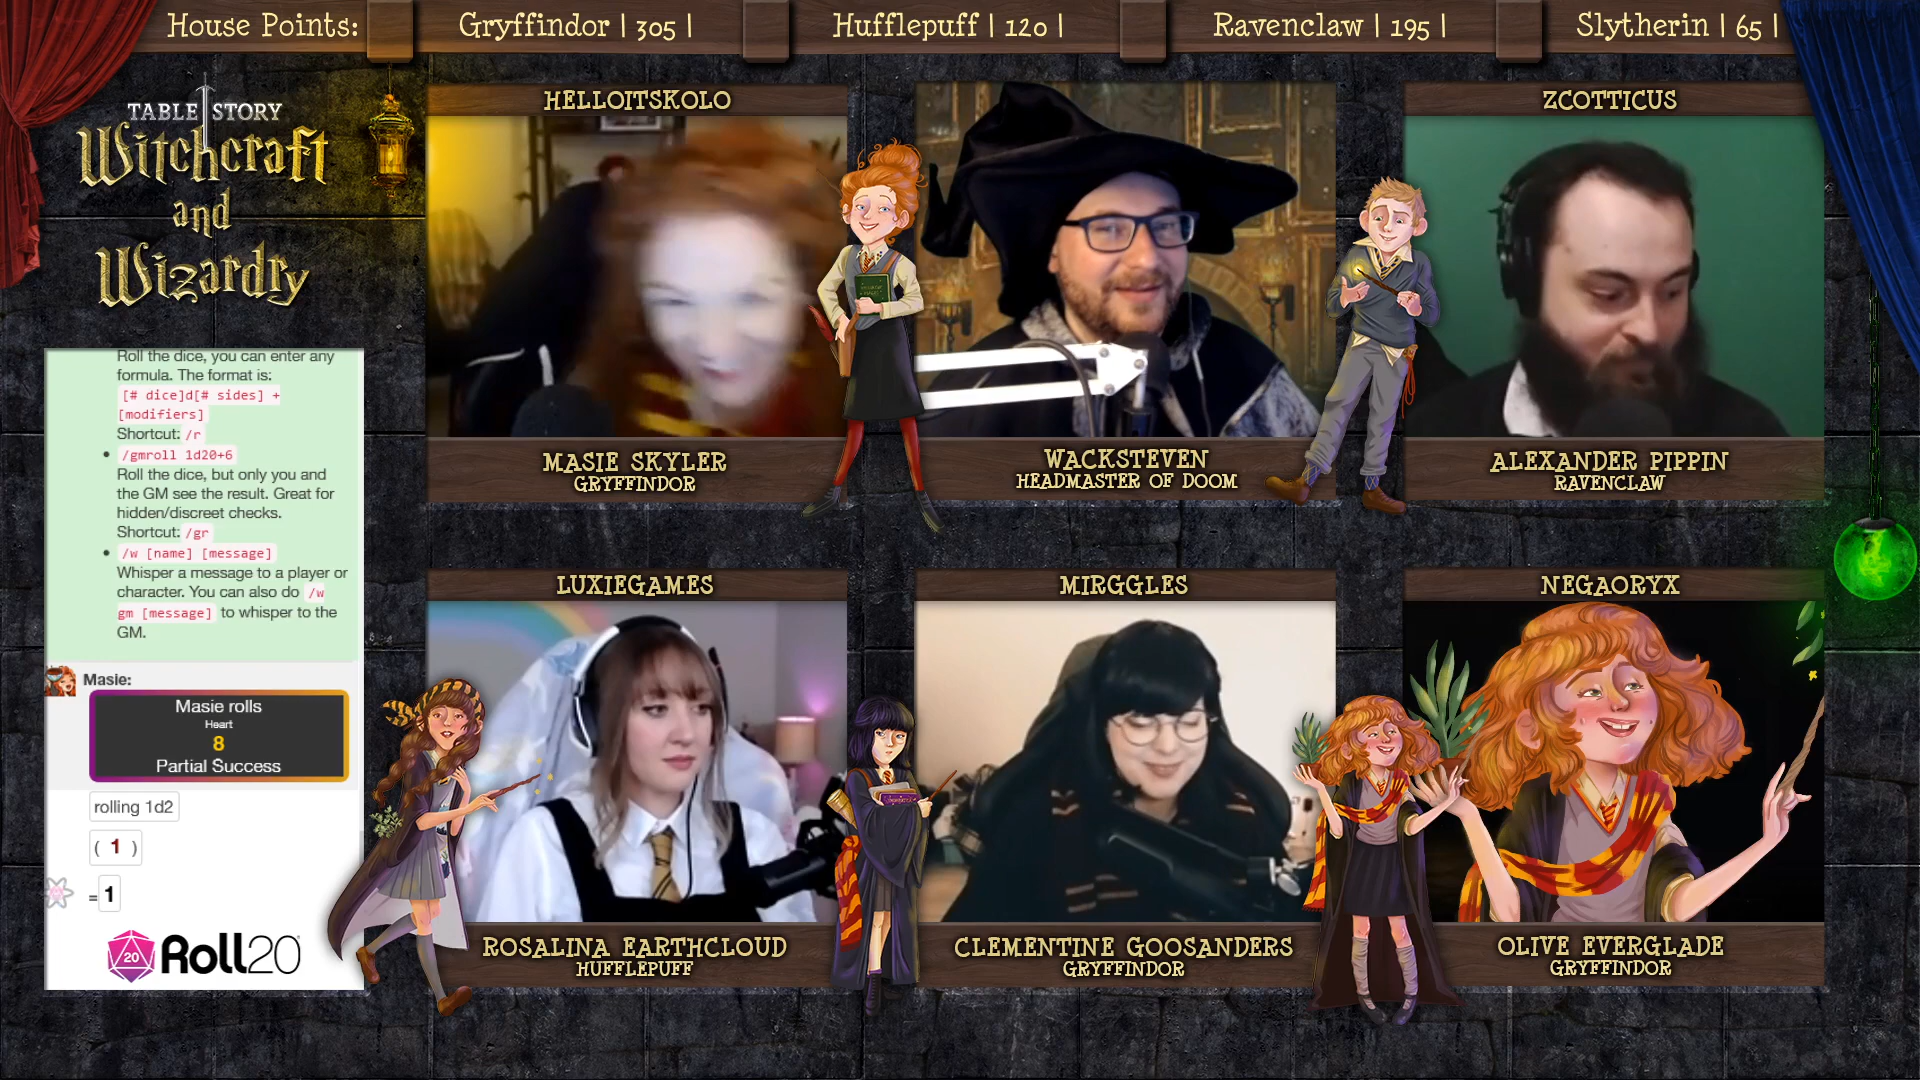 House Points:
Gryffindor | 305 |
Hufflepuff | 120 |
Ravenclaw | 195 |
Slytherin | 65 |
TABLE STORY
Witchcraft
and
Wizardry
HELLOITSKOLO
ZCOTTICUS
MASIE SKYLER
GRYFFINDOR
WACKSTEVEN
HEADMASTER OF DOOM
ALEXANDER PIPPIN
RAVENCLAW
Roll the dice, you can enter any
formula. The format is:
[# dice]d[# sides] +
[modifiers]
Shortcut: /r
• /gmroll 1d20+6
Roll the dice, but only you and
the GM see the result. Great for
hidden/discreet checks.
Shortcut: /gr
• /w [name] [message]
Whisper a message to a player or
character. You can also do /w
gm [message] to whisper to the
GM.
Masie:
Masie rolls
Heart
8
Partial Success
rolling 1d2
( 1 )
=1
20 Roll20
LUXIEGAMES
MIRGGLES
NEGAORYX
ROSALINA EARTHCLOUD
HUFFLEPUFF
CLEMENTINE GOOSANDERS
GRYFFINDOR
OLIVE EVERGLADE
GRYFFINDOR